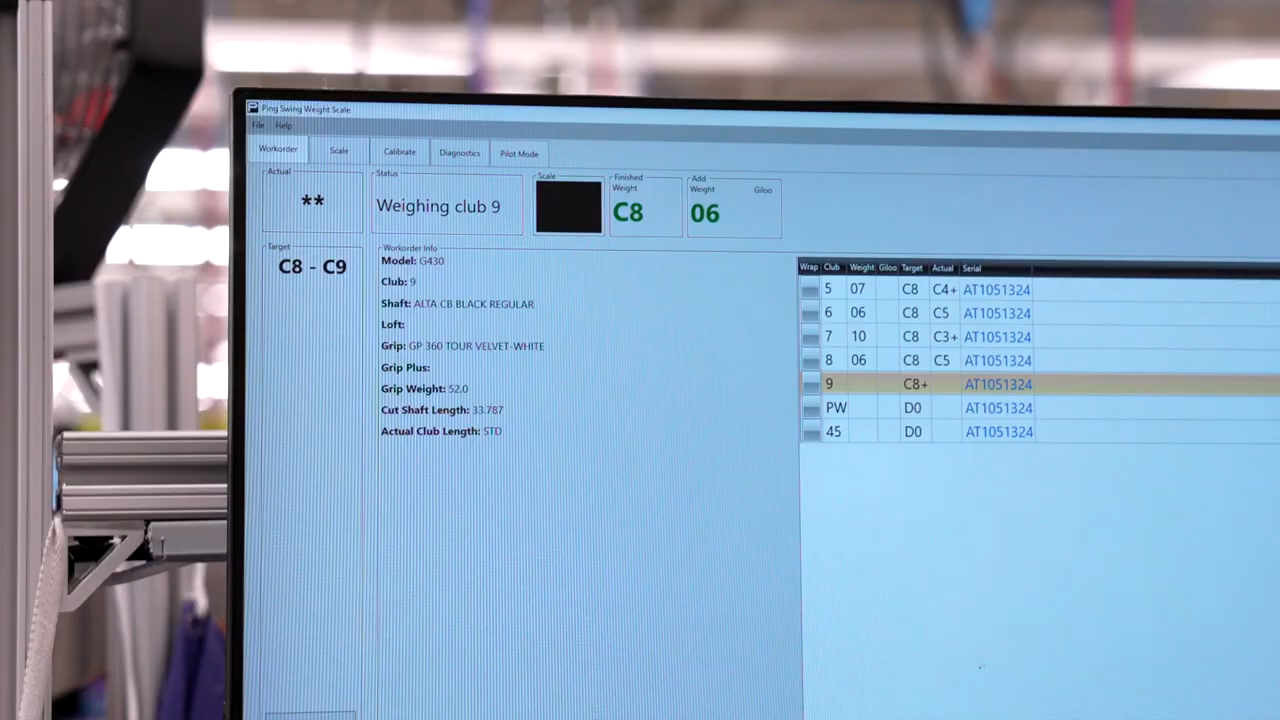 Ping Swing Weight Scale
File Help
Workorder Scale Calibrate Diagnostics Pilot Mode
Actual
**
Status
Weighing club 9
Scale
Finished
Weight
C8
Add
Weight Giloo
06
Target
C8 - C9
Workorder Info
Model: G430
Club: 9
Shaft: ALTA CB BLACK REGULAR
Loft:
Grip: GP 360 TOUR VELVET-WHITE
Grip Plus:
Grip Weight: 52.0
Cut Shaft Length: 33.787
Actual Club Length: STD
Wrap Club Weight Giloo Target Actual Serial
5 07 C8 C4+ AT1051324
6 06 C8 C5 AT1051324
7 10 C8 C3+ AT1051324
8 06 C8 C5 AT1051324
9 C8+ AT1051324
PW D0 AT1051324
45 D0 AT1051324